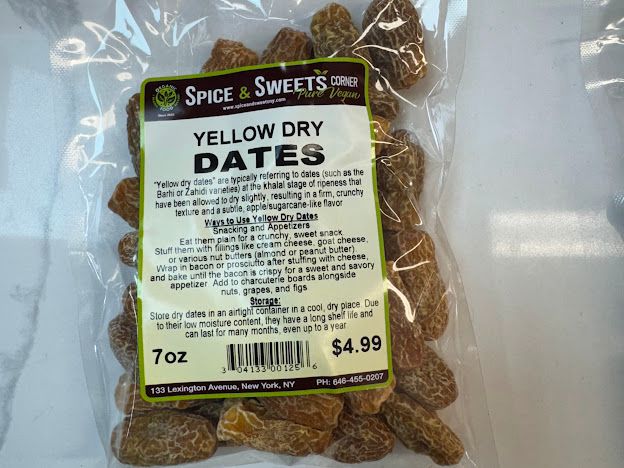 ORGANIC
SPICE & SWEETS CORNER
Pure Vegan
www.spiceandsweetny.com
YELLOW DRY
DATES
"Yellow dry dates" are typically referring to dates (such as the
Barhi or Zahidi varieties) at the khalal stage of ripeness that
have been allowed to dry slightly, resulting in a firm, crunchy
texture and a subtle, apple/sugarcane-like flavor
Ways to Use Yellow Dry Dates
Snacking and Appetizers
Eat them plain for a crunchy, sweet snack
Stuff them with fillings like cream cheese, goat cheese,
or various nut butters (almond or peanut butter).
Wrap in bacon or prosciutto after stuffing with cheese,
and bake until the bacon is crispy for a sweet and savory
appetizer. Add to charcuterie boards alongside
nuts, grapes, and figs
Storage:
Store dry dates in an airtight container in a cool, dry place. Due
to their low moisture content, they have a long shelf life and
can last for many months, even up to a year.
7oz
$4.99
3 04133 00125 6
133 Lexington Avenue, New York, NY PH: 646-455-0207